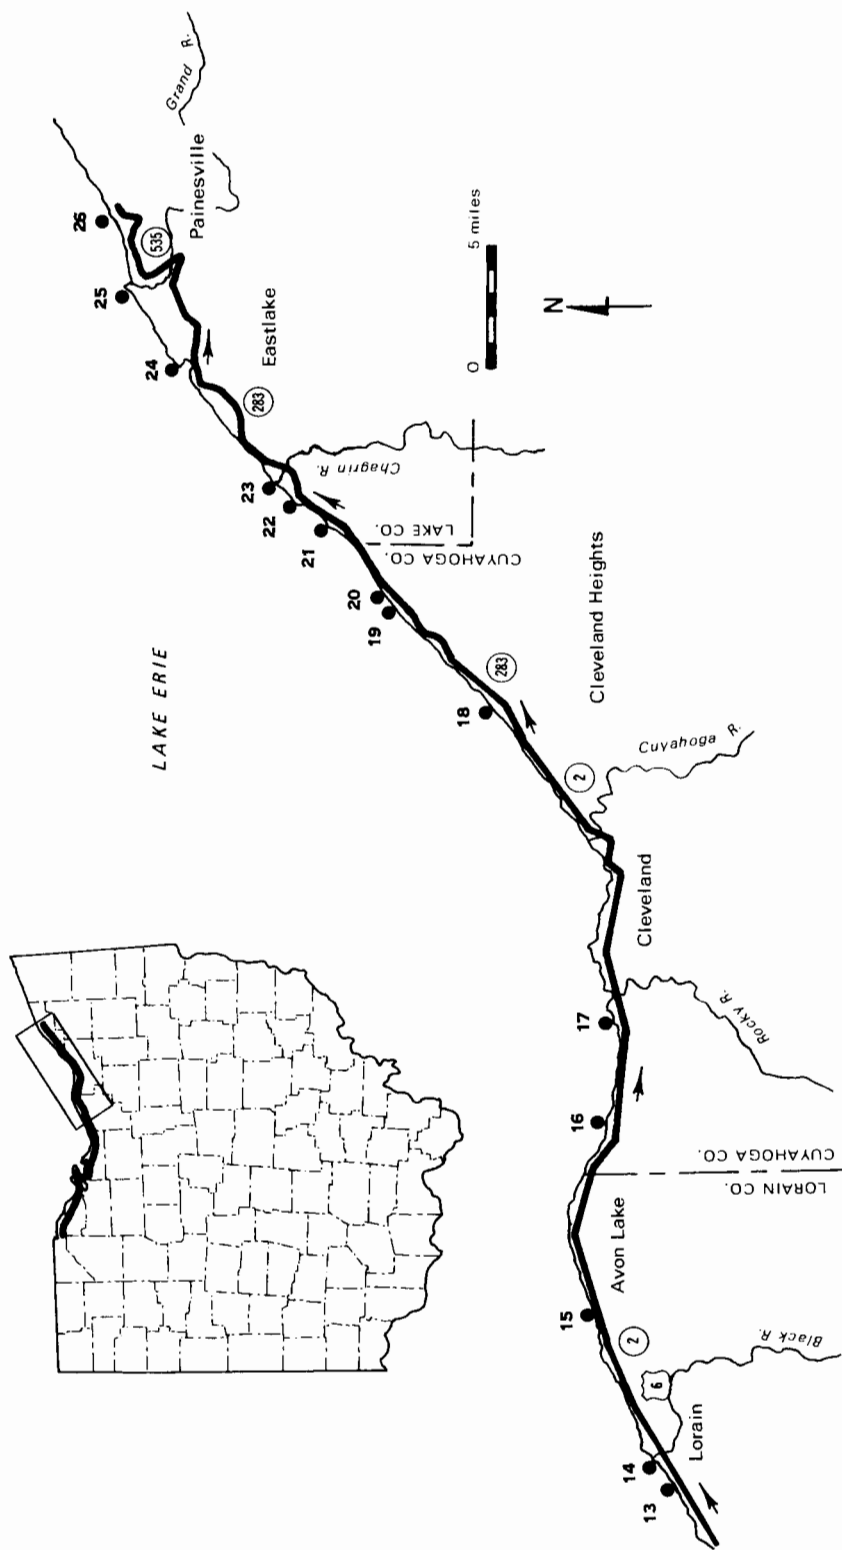 LAKE ERIE
13
14
15
16
17
18
19
20
21
22
23
24
25
26
Lorain
6
Black R.
2
Avon Lake
LORAIN CO.
CUYAHOGA CO.
Rocky R.
Cleveland
Cuyahoga R.
2
283
Cleveland Heights
CUYAHOGA CO.
LAKE CO.
Chagrin R.
283
Eastlake
535
Painesville
Grand R.
N
0 5 miles